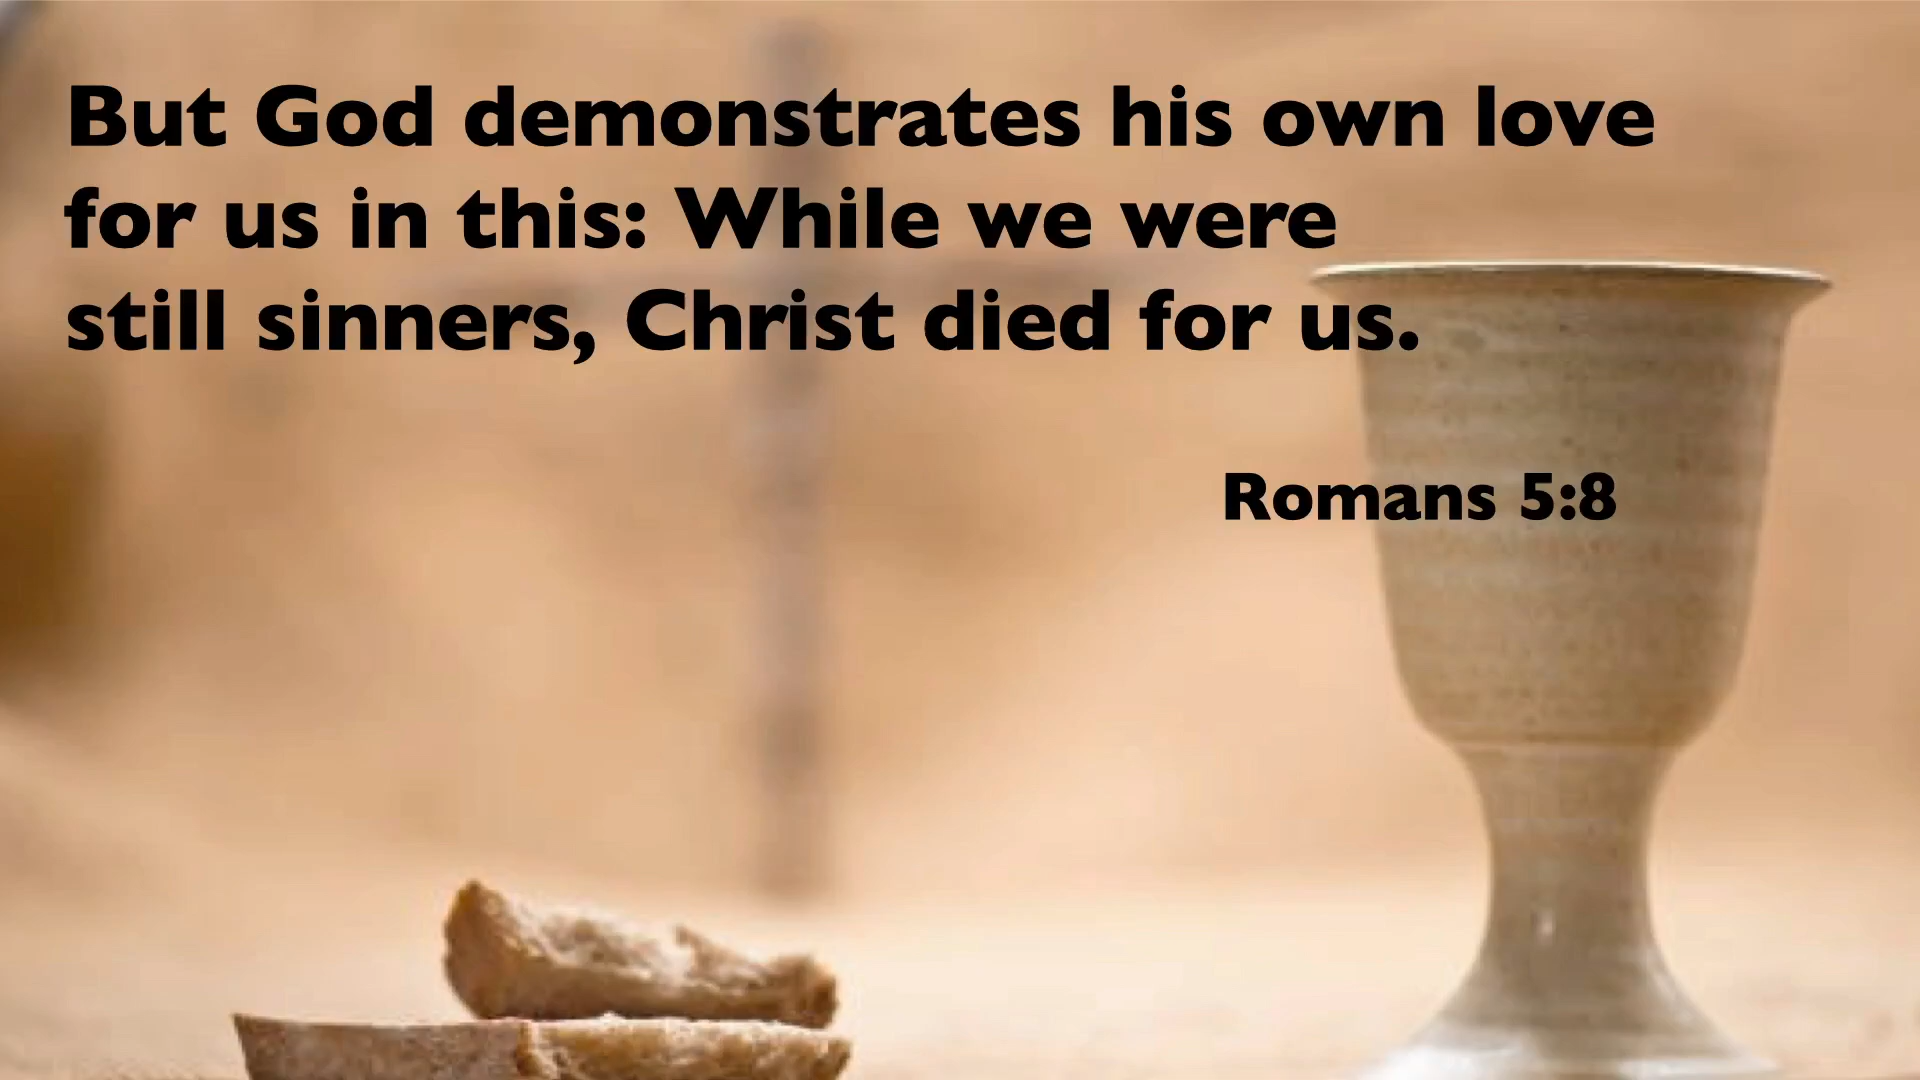 But God demonstrates his own love
for us in this: While we were
still sinners, Christ died for us.
Romans 5:8